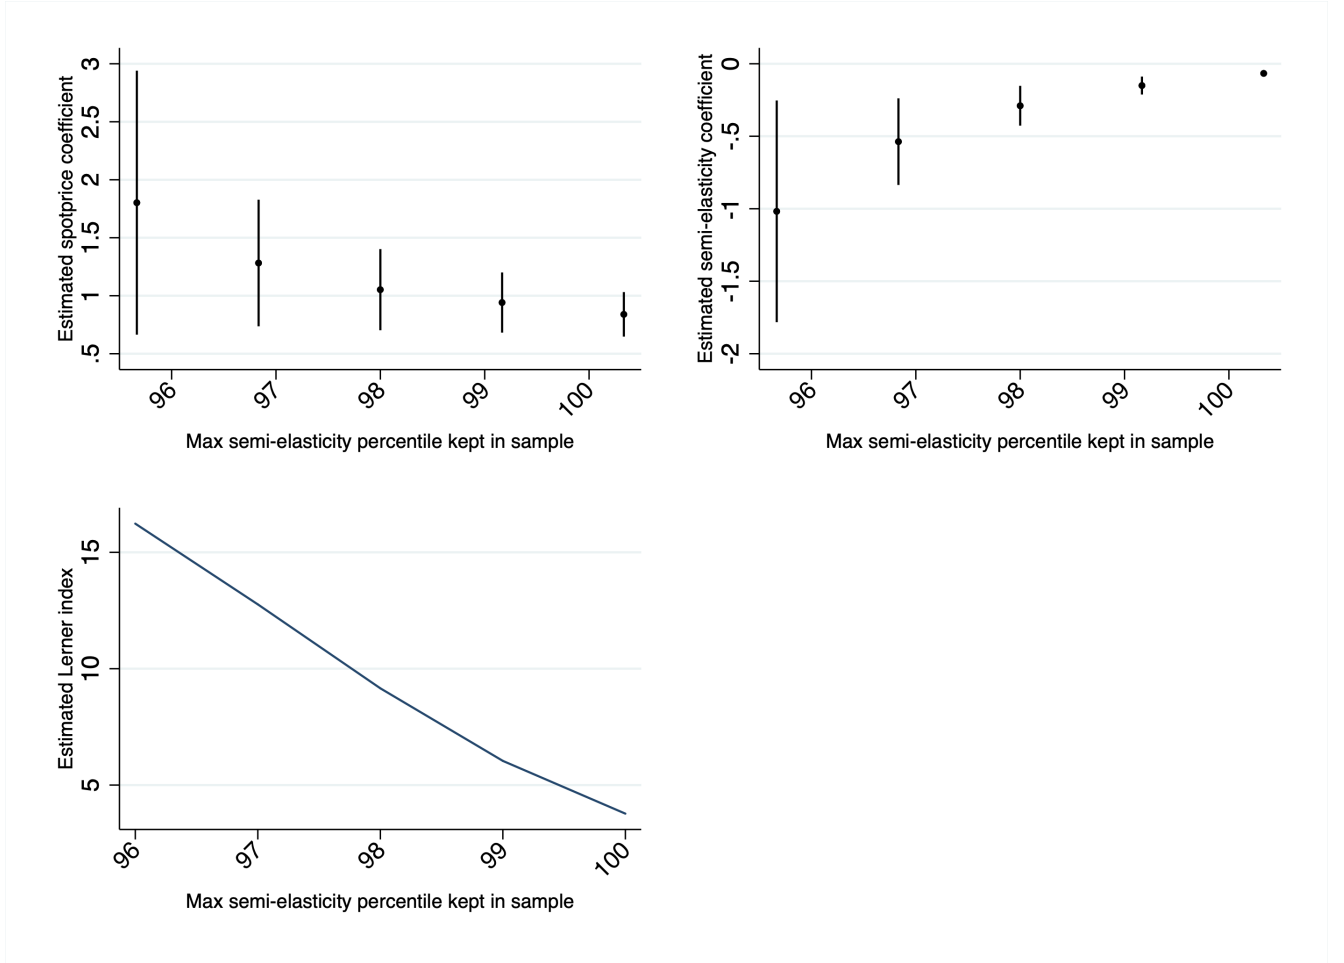 Estimated spotprice coefficient
3
2.5
2
1.5
1
.5
96 97 98 99 100
Max semi-elasticity percentile kept in sample
Estimated semi-elasticity coefficient
0
-.5
-1
-1.5
-2
96 97 98 99 100
Max semi-elasticity percentile kept in sample
Estimated Lerner index
15
10
5
96 97 98 99 100
Max semi-elasticity percentile kept in sample